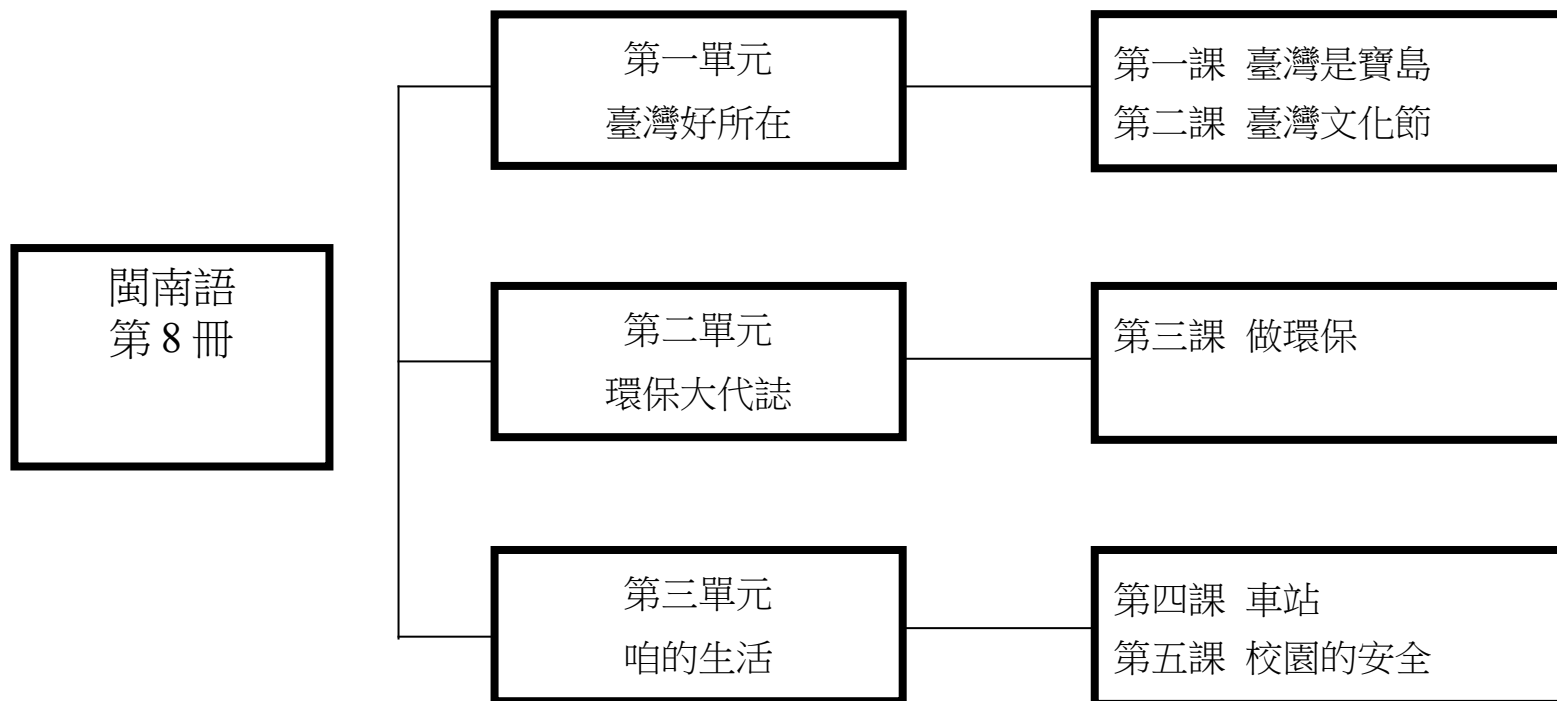 閩南語
第 8 冊
第一單元
臺灣好所在
第一課 臺灣是寶島
第二課 臺灣文化節
第二單元
環保大代誌
第三課 做環保
第三單元
咱的生活
第四課 車站
第五課 校園的安全